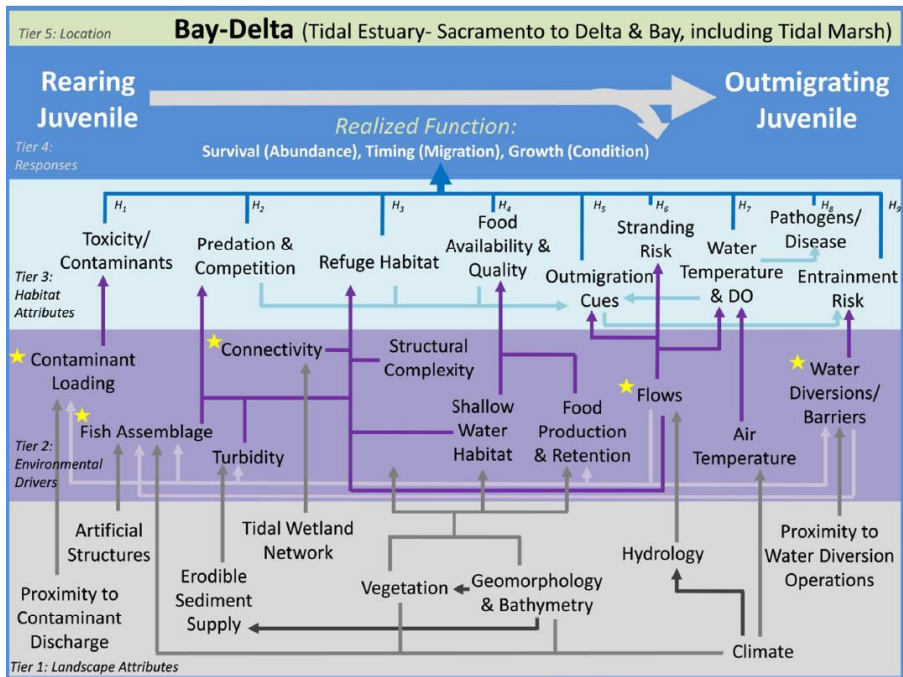 Tier 5: Location
Bay-Delta (Tidal Estuary- Sacramento to Delta & Bay, including Tidal Marsh)
Rearing
Juvenile
Outmigrating
Juvenile
Realized Function:
Survival (Abundance), Timing (Migration), Growth (Condition)
Tier 4:
Responses
H1
H2
H3
H4
H5
H6
H7
H8
H9
Toxicity/
Contaminants
Predation &
Competition
Refuge Habitat
Food
Availability &
Quality
Outmigration
Cues
Stranding
Risk
Water
Temperature
& DO
Pathogens/
Disease
Entrainment
Risk
Tier 3:
Habitat
Attributes
Contaminant
Loading
Fish Assemblage
Connectivity
Turbidity
Structural
Complexity
Shallow
Water
Habitat
Food
Production
& Retention
Flows
Air
Temperature
Water
Diversions/
Barriers
Tier 2:
Environmental
Drivers
Artificial
Structures
Proximity to
Contaminant
Discharge
Erodible
Sediment
Supply
Tidal Wetland
Network
Vegetation
Geomorphology
& Bathymetry
Hydrology
Climate
Proximity to
Water Diversion
Operations
Tier 1: Landscape Attributes